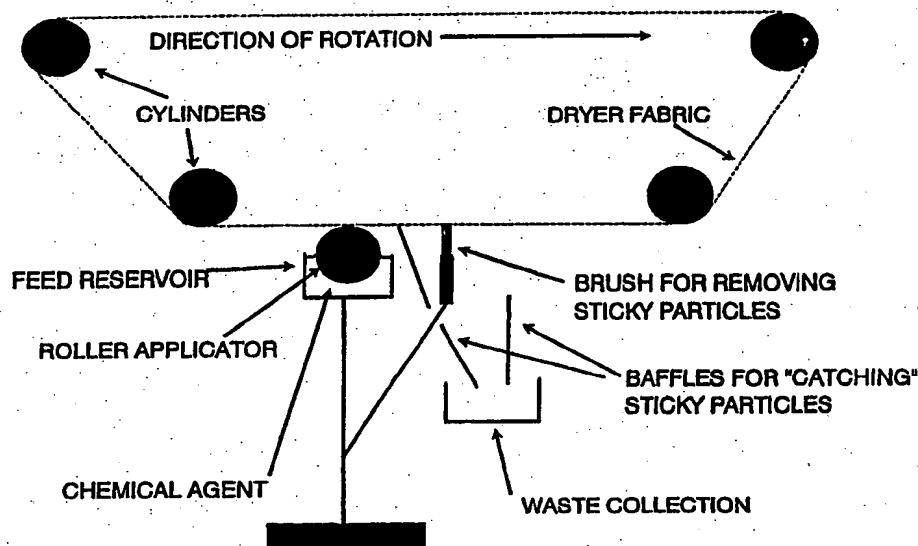 DIRECTION OF ROTATION
CYLINDERS
DRYER FABRIC
FEED RESERVOIR
BRUSH FOR REMOVING
STICKY PARTICLES
ROLLER APPLICATOR
BAFFLES FOR "CATCHING"
STICKY PARTICLES
CHEMICAL AGENT
WASTE COLLECTION